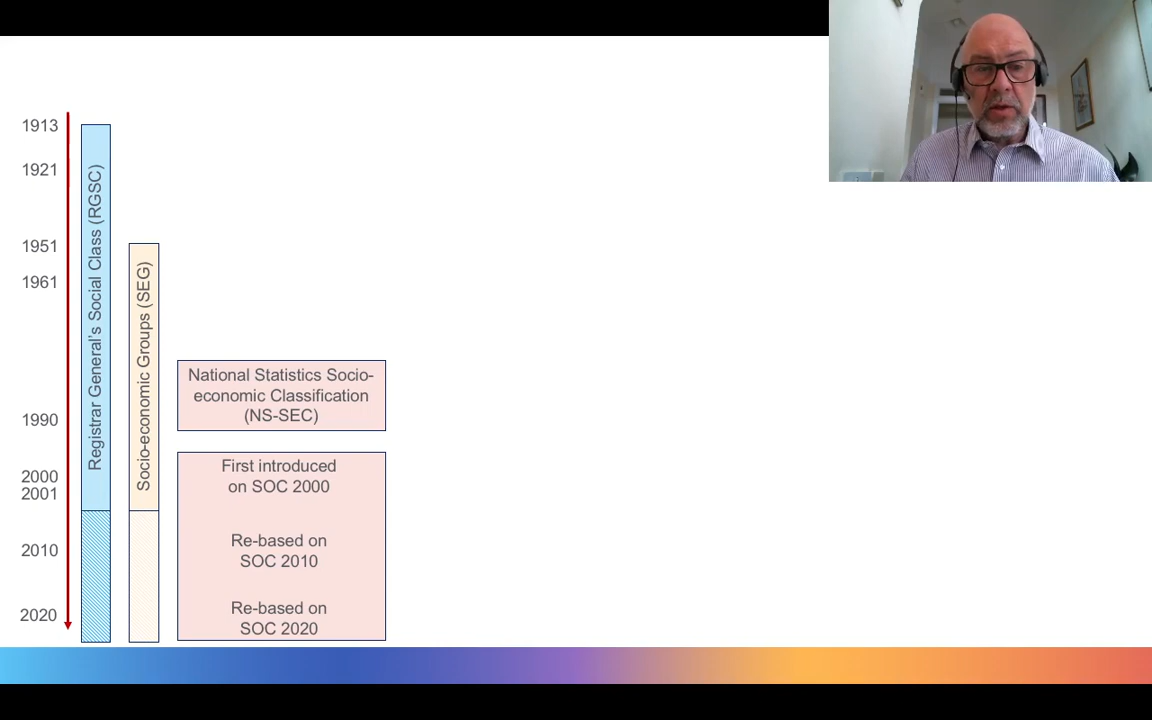 1913
1921
1951
1961
1990
2000
2001
2010
2020
Registrar General's Social Class (RGSC)
Socio-economic Groups (SEG)
National Statistics Socio-
economic Classification
(NS-SEC)
First introduced
on SOC 2000
Re-based on
SOC 2010
Re-based on
SOC 2020